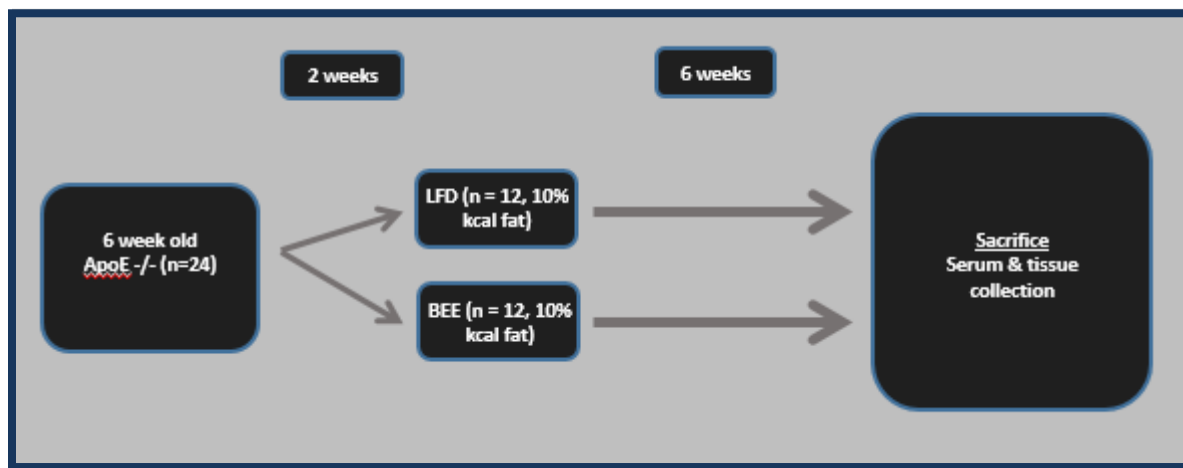 2 weeks
6 weeks
6 week old
ApoE -/- (n=24)
LFD (n = 12, 10%
kcal fat)
BEE (n = 12, 10%
kcal fat)
Sacrifice
Serum & tissue
collection